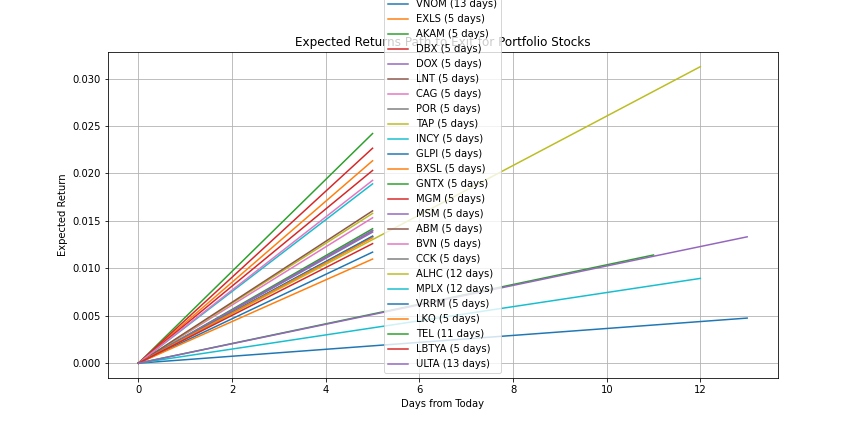 VNOM (13 days)
EXLS (5 days)
AKAM (5 days)
Expected Returns Path to Exit for Portfolio Stocks
DBX (5 days)
DOX (5 days)
LNT (5 days)
CAG (5 days)
POR (5 days)
TAP (5 days)
INCY (5 days)
GLPI (5 days)
BXSL (5 days)
GNTX (5 days)
MGM (5 days)
MSM (5 days)
ABM (5 days)
BVN (5 days)
CCK (5 days)
ALHC (12 days)
MPLX (12 days)
VRRM (5 days)
LKQ (5 days)
TEL (11 days)
LBTYA (5 days)
ULTA (13 days)
0.030
0.025
0.020
0.015
0.010
0.005
0.000
Expected Return
0 2 4 6 8 10 12
Days from Today